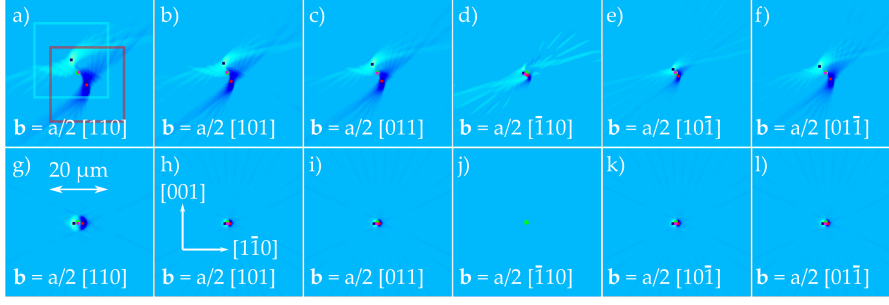 a) b) c) d) e) f)
b = a/2 [110] b = a/2 [101] b = a/2 [011] b = a/2 [1̄10] b = a/2 [101̄] b = a/2 [011̄]
g) h) i) j) k) l)
20 μm
[001]
[11̄0]
b = a/2 [110] b = a/2 [101] b = a/2 [011] b = a/2 [1̄10] b = a/2 [101̄] b = a/2 [011̄]